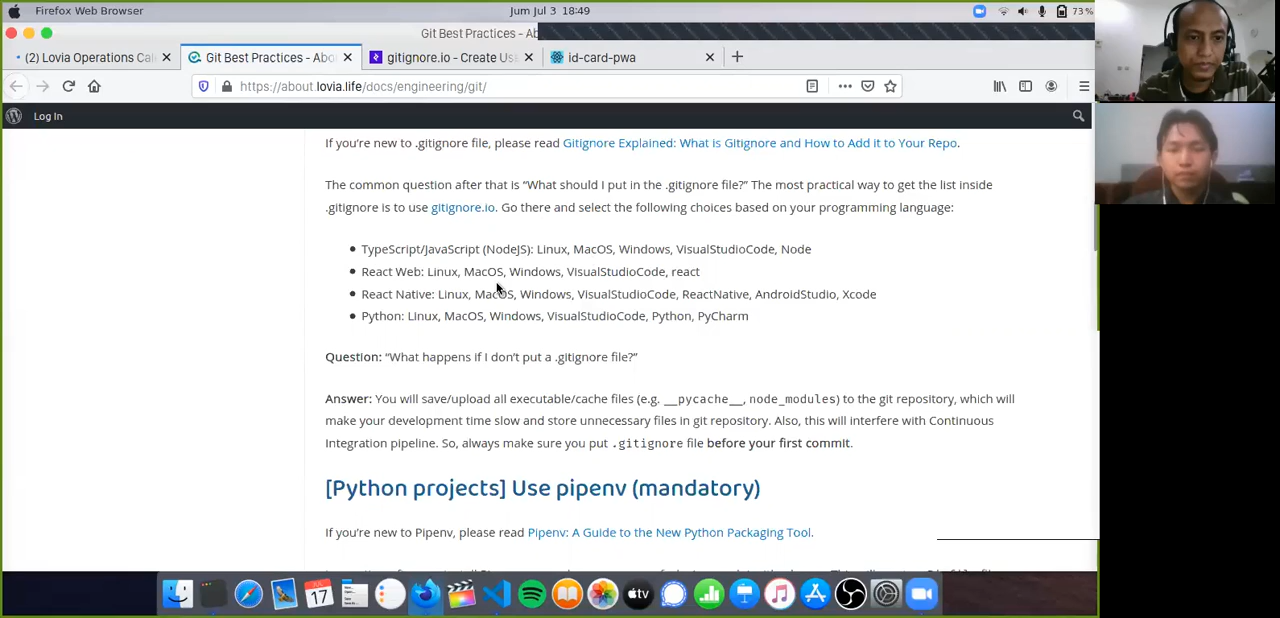 Firefox Web Browser
Jum Jul 3 18:49
73%
Git Best Practices - Ab
(2) Lovia Operations Cal
Git Best Practices - Abo
gitignore.io - Create Us
id-card-pwa
https://about.lovia.life/docs/engineering/git/
Log In
If you're new to .gitignore file, please read Gitignore Explained: What is Gitignore and How to Add it to Your Repo.
The common question after that is “What should I put in the .gitignore file?” The most practical way to get the list inside
.gitignore is to use gitignore.io. Go there and select the following choices based on your programming language:
• TypeScript/JavaScript (NodeJS): Linux, MacOS, Windows, VisualStudioCode, Node
• React Web: Linux, MacOS, Windows, VisualStudioCode, react
• React Native: Linux, MacOS, Windows, VisualStudioCode, ReactNative, AndroidStudio, Xcode
• Python: Linux, MacOS, Windows, VisualStudioCode, Python, PyCharm
Question: “What happens if I don't put a .gitignore file?”
Answer: You will save/upload all executable/cache files (e.g. __pycache__, node_modules) to the git repository, which will
make your development time slow and store unnecessary files in git repository. Also, this will interfere with Continuous
Integration pipeline. So, always make sure you put .gitignore file before your first commit.
[Python projects] Use pipenv (mandatory)
If you're new to Pipenv, please read Pipenv: A Guide to the New Python Packaging Tool.
JUL
17
tv